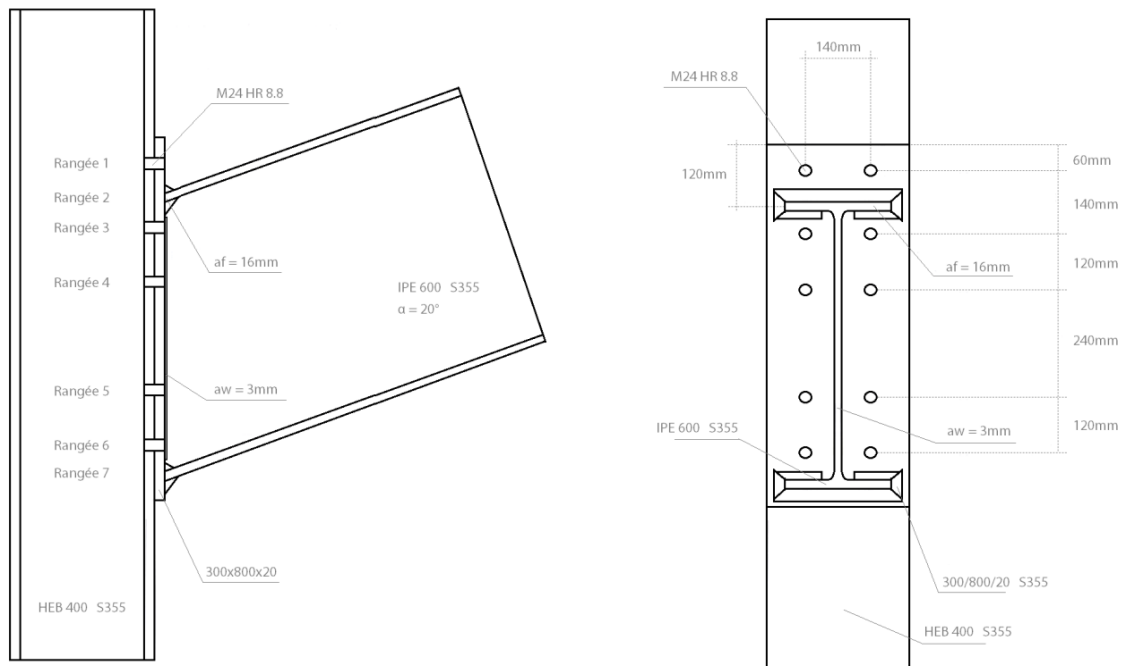 M24 HR 8.8
Rangée 1
Rangée 2
Rangée 3
af = 16mm
Rangée 4
IPE 600 S355
α = 20°
Rangée 5
aw = 3mm
Rangée 6
Rangée 7
300x800x20
HEB 400 S355
140mm
M24 HR 8.8
60mm
120mm
140mm
af = 16mm
120mm
240mm
IPE 600 S355
aw = 3mm
120mm
300/800/20 S355
HEB 400 S355